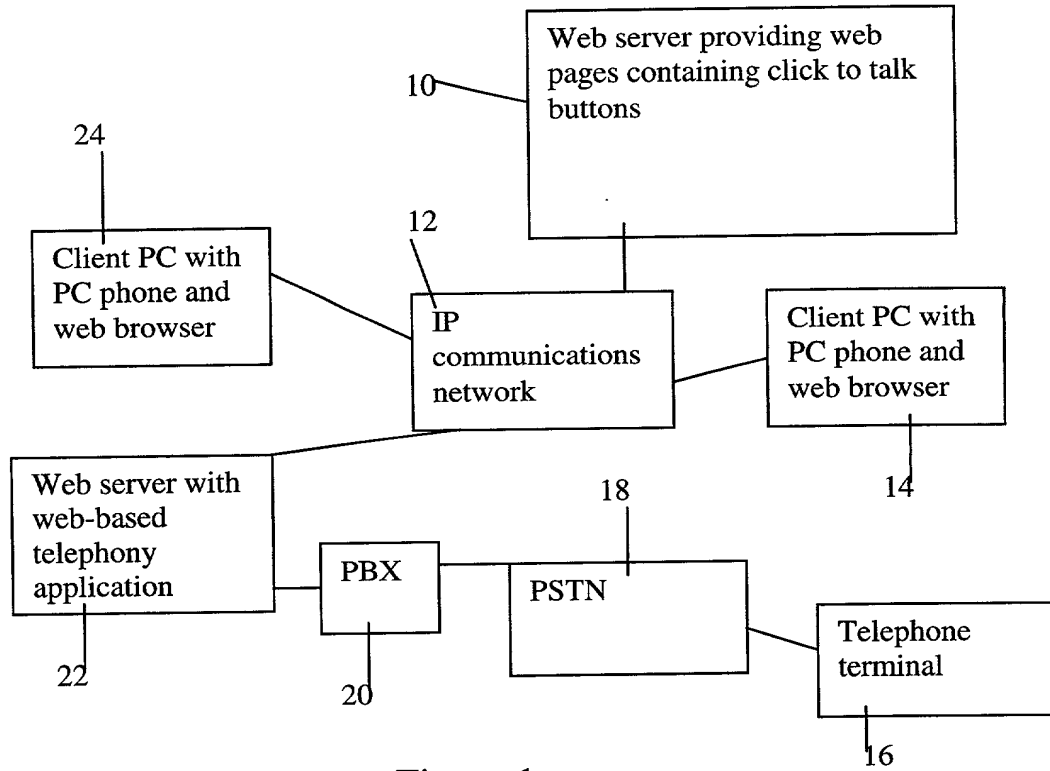 Web server providing web
pages containing click to talk
buttons
10
24
12
Client PC with
PC phone and
web browser
IP
communications
network
Client PC with
PC phone and
web browser
14
Web server with
web-based
telephony
application
22
PBX
20
18
PSTN
Telephone
terminal
16